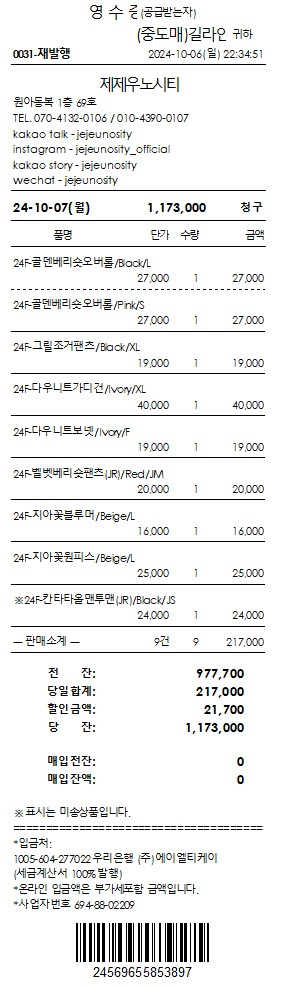 영 수 증(공급받는자)
(중도매)길라인 귀하
0031-재발행 2024-10-06(월) 22:34:51
제제우노시티
원아동복 1층 69호
TEL. 070-4132-0106 / 010-4390-0107
kakao talk - jejeunosity
instagram - jejeunosity_official
kakao story - jejeunosity
wechat - jejeunosity
24-10-07(월) 1,173,000 청구
품명 단가 수량 금액
24F-골덴베리숏오버롤/Black/L
27,000 1 27,000
24F-골덴베리숏오버롤/Pink/S
27,000 1 27,000
24F-그릴조거팬츠/Black/XL
19,000 1 19,000
24F-다우니트가디건/Ivory/XL
40,000 1 40,000
24F-다우니트보넷/Ivory/F
19,000 1 19,000
24F-벨벳베리숏팬츠(JR)/Red/JM
20,000 1 20,000
24F-지아꽃블루머/Beige/L
16,000 1 16,000
24F-지아꽃원피스/Beige/L
25,000 1 25,000
※24F-칸타타올맨투맨(JR)/Black/JS
24,000 1 24,000
― 판매소계 ― 9건 9 217,000
전 잔: 977,700
당일합계: 217,000
할인금액: 21,700
당 잔: 1,173,000
매입전잔: 0
매입잔액: 0
※ 표시는 미송상품입니다.
======================================
*입금처:
1005-604-277022 우리은행 (주)에이엘티케이
(세금계산서 100% 발행)
*온라인 입금액은 부가세포함 금액입니다.
*사업자번호 694-88-02209
24569655853897